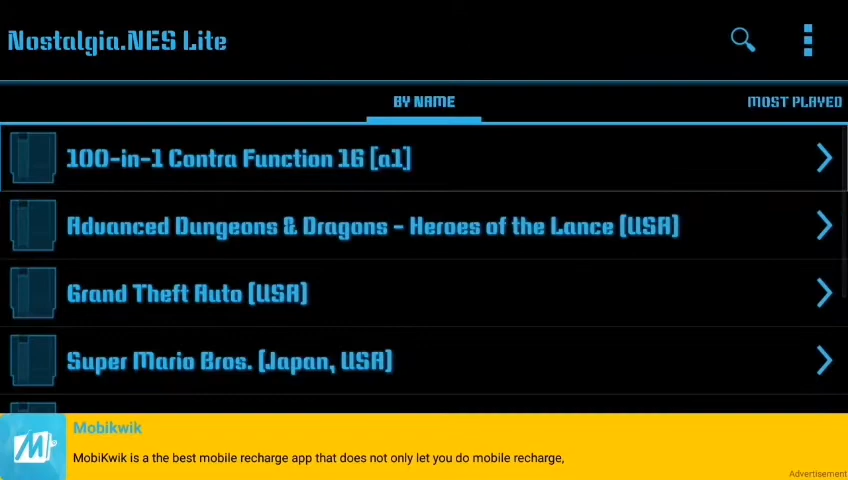 Nostalgia.NES Lite
BY NAME
MOST PLAYED
100-in-1 Contra Function 16 [a1]
Advanced Dungeons & Dragons - Heroes of the Lance (USA)
Grand Theft Auto (USA)
Super Mario Bros. (Japan, USA)
M
Mobikwik
MobiKwik is a the best mobile recharge app that does not only let you do mobile recharge,
Advertisement